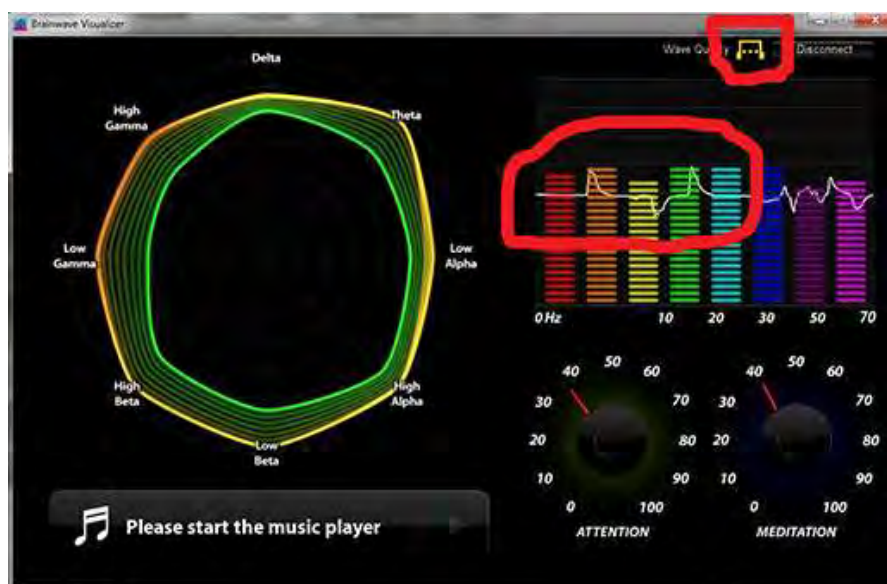 Brainwave Visualizer
Wave Quality
Disconnect
Delta
Theta
Low
Alpha
High
Alpha
Low
Beta
High
Beta
Low
Gamma
High
Gamma
0 Hz 10 20 30 50 70
0 10 20 30 40 50 60 70 80 90 100
ATTENTION
0 10 20 30 40 50 60 70 80 90 100
MEDITATION
Please start the music player